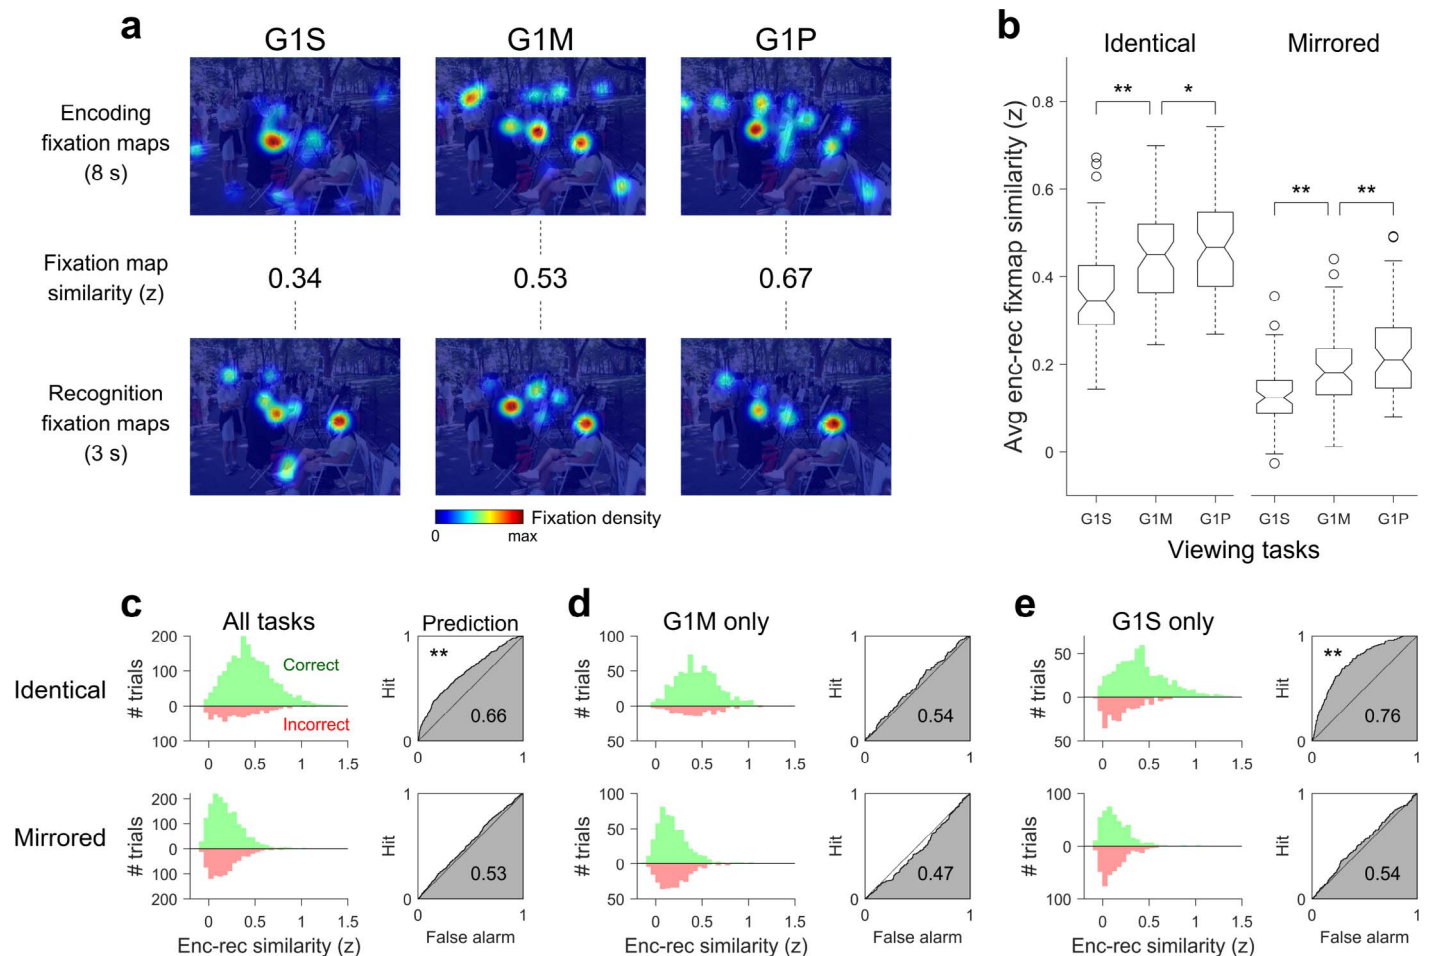 a
G1S G1M G1P
Encoding
fixation maps
(8 s)
Fixation map
similarity (z)
0.34 0.53 0.67
Recognition
fixation maps
(3 s)
Fixation density
0 max
b
Identical Mirrored
Avg enc-rec fixmap similarity (z)
0.8
0.6
0.4
0.2
0
** *
** **
G1S G1M G1P G1S G1M G1P
Viewing tasks
c
All tasks
Prediction
Identical
# trials
200
100
0
100
Correct
Incorrect
0 0.5 1 1.5
Hit
1
0
**
0.66
0 1
Mirrored
# trials
200
100
0
100
200
0 0.5 1 1.5
Enc-rec similarity (z)
Hit
1
0
0.53
0 1
False alarm
d
G1M only
100
50
0
50
0 0.5 1 1.5
Hit
1
0
0.54
0 1
# trials
100
50
0
50
0 0.5 1 1.5
Hit
1
0
0.47
0 1
False alarm
e
G1S only
# trials
50
0
50
0 0.5 1 1.5
Hit
1
0
**
0.76
0 1
# trials
100
0
100
0 0.5 1 1.5
Enc-rec similarity (z)
Hit
1
0
0.54
0 1
False alarm